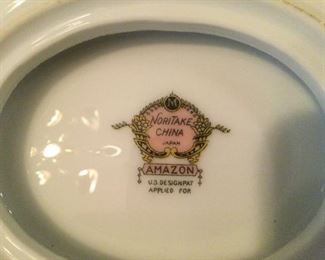 M
NORITAKE
CHINA
JAPAN
AMAZON
U.S. DESIGN PAT
APPLIED FOR